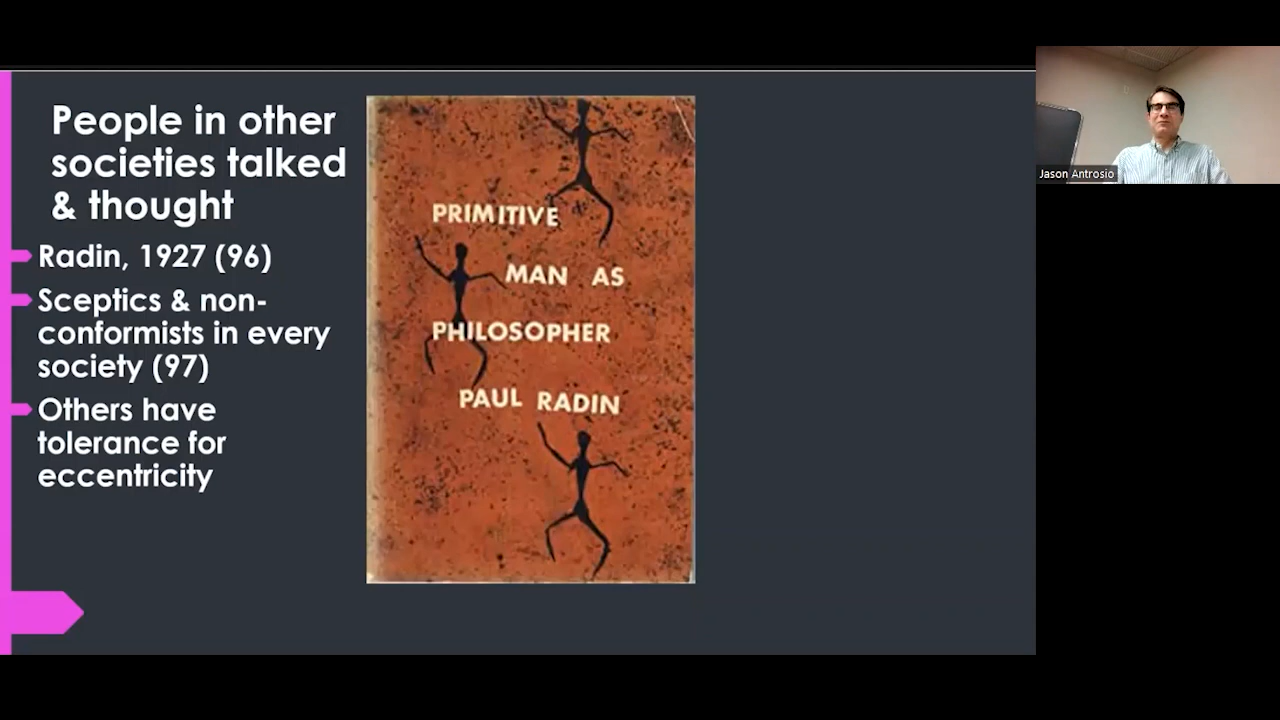 People in other
societies talked
& thought
Radin, 1927 (96)
Sceptics & non-
conformists in every
society (97)
Others have
tolerance for
eccentricity
PRIMITIVE
MAN AS
PHILOSOPHER
PAUL RADIN
Jason Antrosio